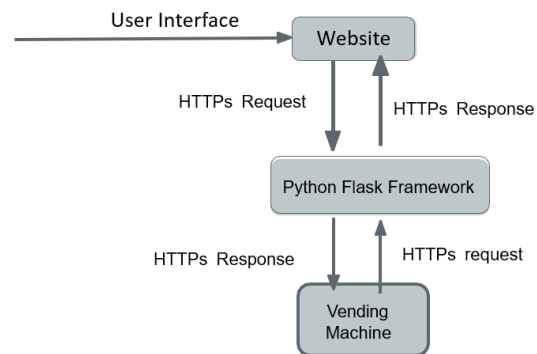 User Interface
Website
HTTPs Request
HTTPs Response
Python Flask Framework
HTTPs Response
HTTPs request
Vending
Machine